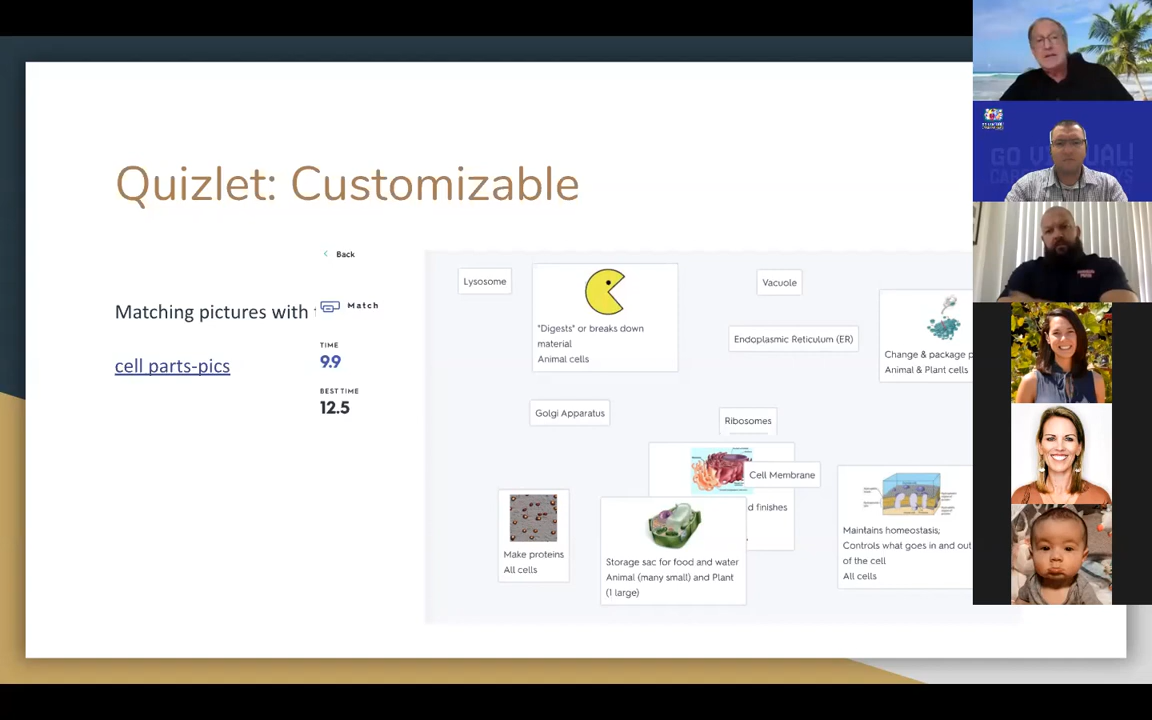 Quizlet: Customizable
Matching pictures with
cell parts-pics
Back
Match
TIME
9.9
BEST TIME
12.5
Lysosome
"Digests" or breaks down
material
Animal cells
Vacuole
Endoplasmic Reticulum (ER)
Change & package p
Animal & Plant cells
Golgi Apparatus
Ribosomes
Cell Membrane
d finishes
Make proteins
All cells
Storage sac for food and water
Animal (many small) and Plant
(1 large)
Maintains homeostasis;
Controls what goes in and out
of the cell
All cells